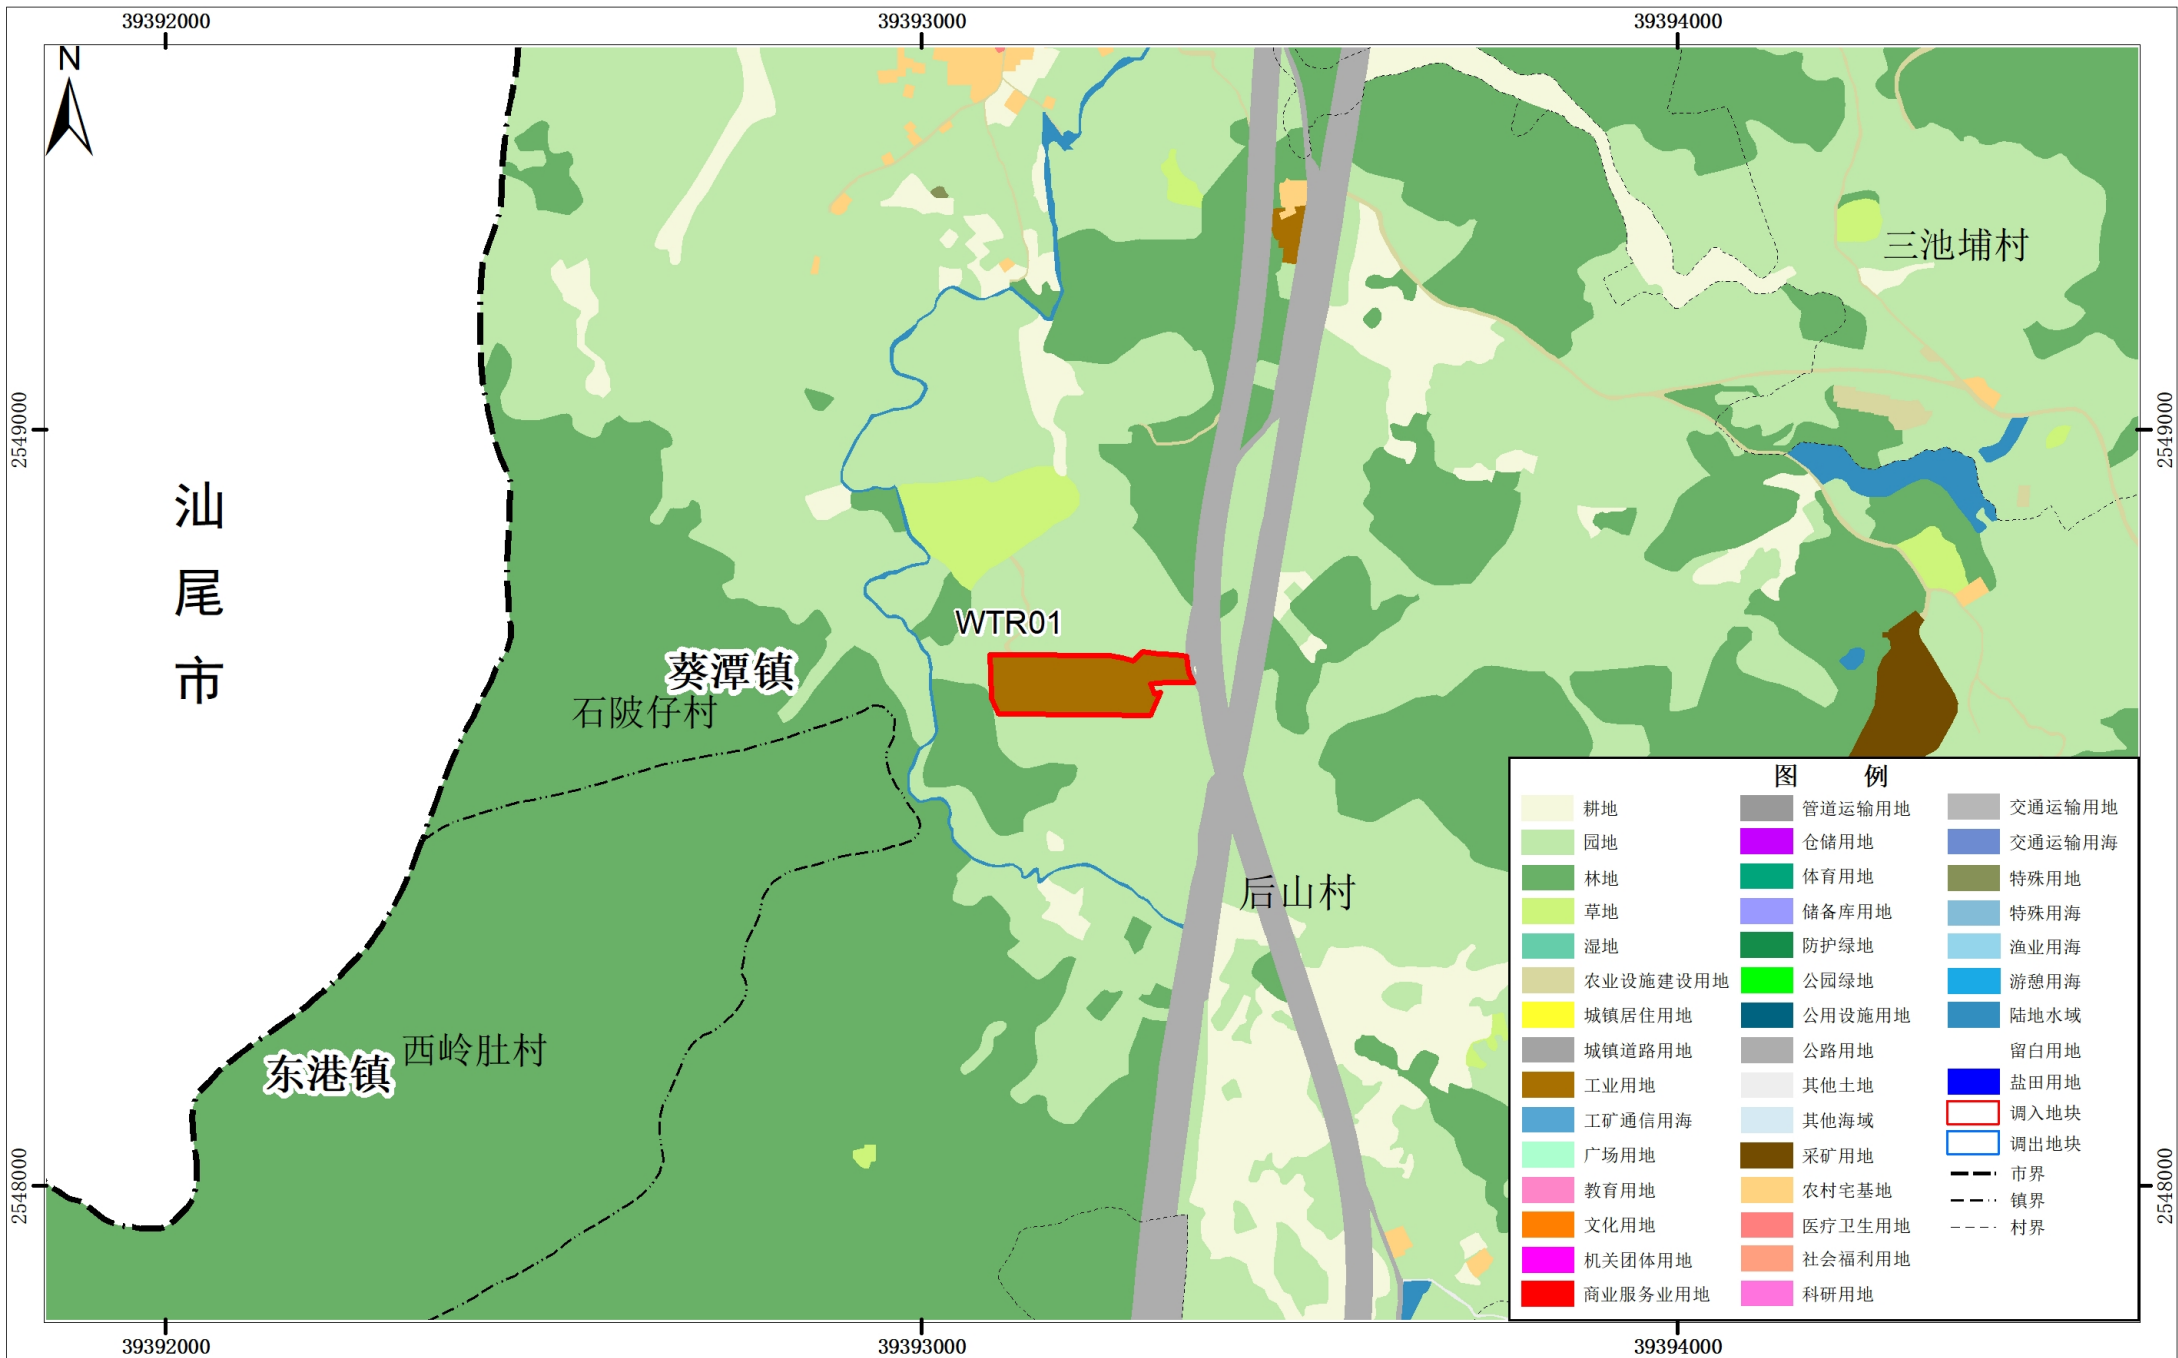 39392000
39393000
39394000
N
三池埔村
2549000
2549000
汕
尾
市
WTR01
葵潭镇
石陂仔村
后山村
西岭肚村
东港镇
2548000
2548000
图 例
耕地
园地
林地
草地
湿地
农业设施建设用地
城镇居住用地
城镇道路用地
工业用地
工矿通信用海
广场用地
教育用地
文化用地
机关团体用地
商业服务业用地
管道运输用地
仓储用地
体育用地
储备库用地
防护绿地
公园绿地
公用设施用地
公路用地
其他土地
其他海域
采矿用地
农村宅基地
医疗卫生用地
社会福利用地
科研用地
交通运输用地
交通运输用海
特殊用地
特殊用海
渔业用海
游憩用海
陆地水域
留白用地
盐田用地
调入地块
调出地块
市界
镇界
村界
39392000
39393000
39394000